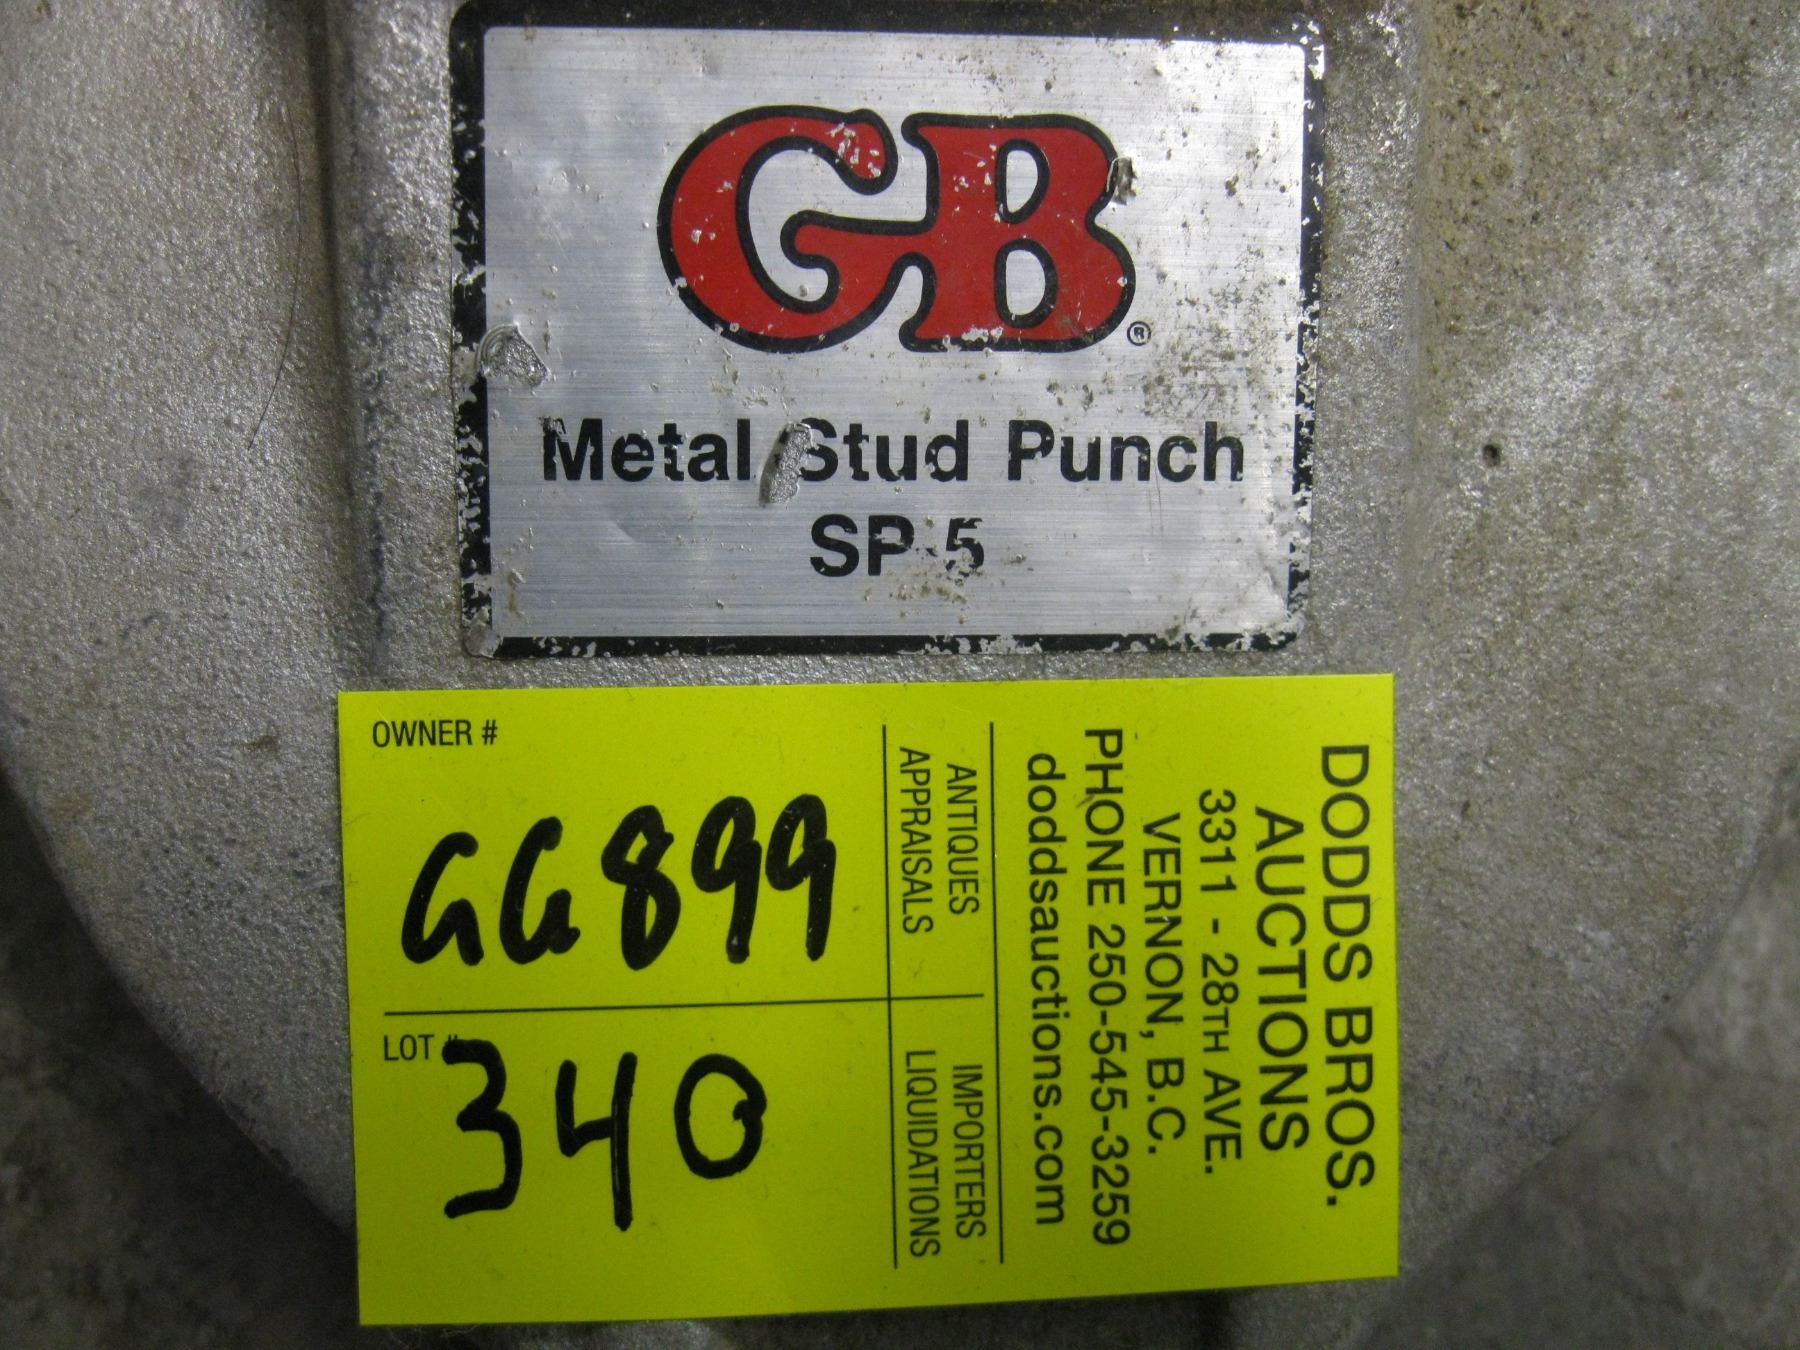 GB®
Metal Stud Punch
SP-5
OWNER #
GG899
LOT #
340
ANTIQUES
APPRAISALS
IMPORTERS
LIQUIDATIONS
DODDS BROS.
AUCTIONS
3311 - 28TH AVE.
VERNON, B.C.
PHONE 250-545-3259
doddsauctions.com